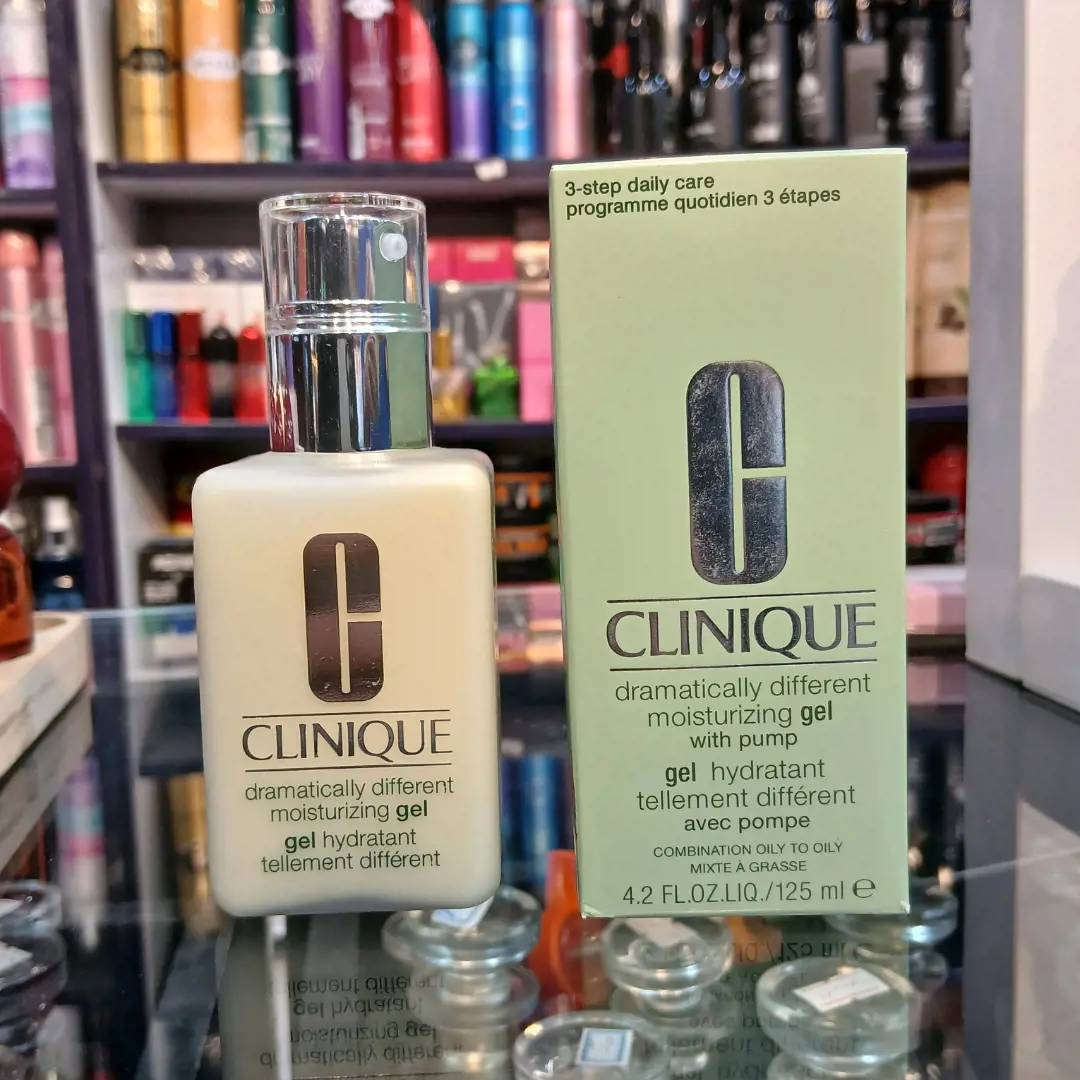 C
CLINIQUE
dramatically different
moisturizing gel
gel hydratant
tellement différent
3-step daily care
programme quotidien 3 étapes
C
CLINIQUE
dramatically different
moisturizing gel
with pump
gel hydratant
tellement différent
avec pompe
COMBINATION OILY TO OILY
MIXTE À GRASSE
4.2 FL.OZ.LIQ./125 ml e